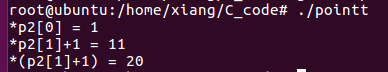 root@ubuntu:/home/xiang/C_code# ./pointt
*p2[0] = 1
*p2[1]+1 = 11
*(p2[1]+1) = 20